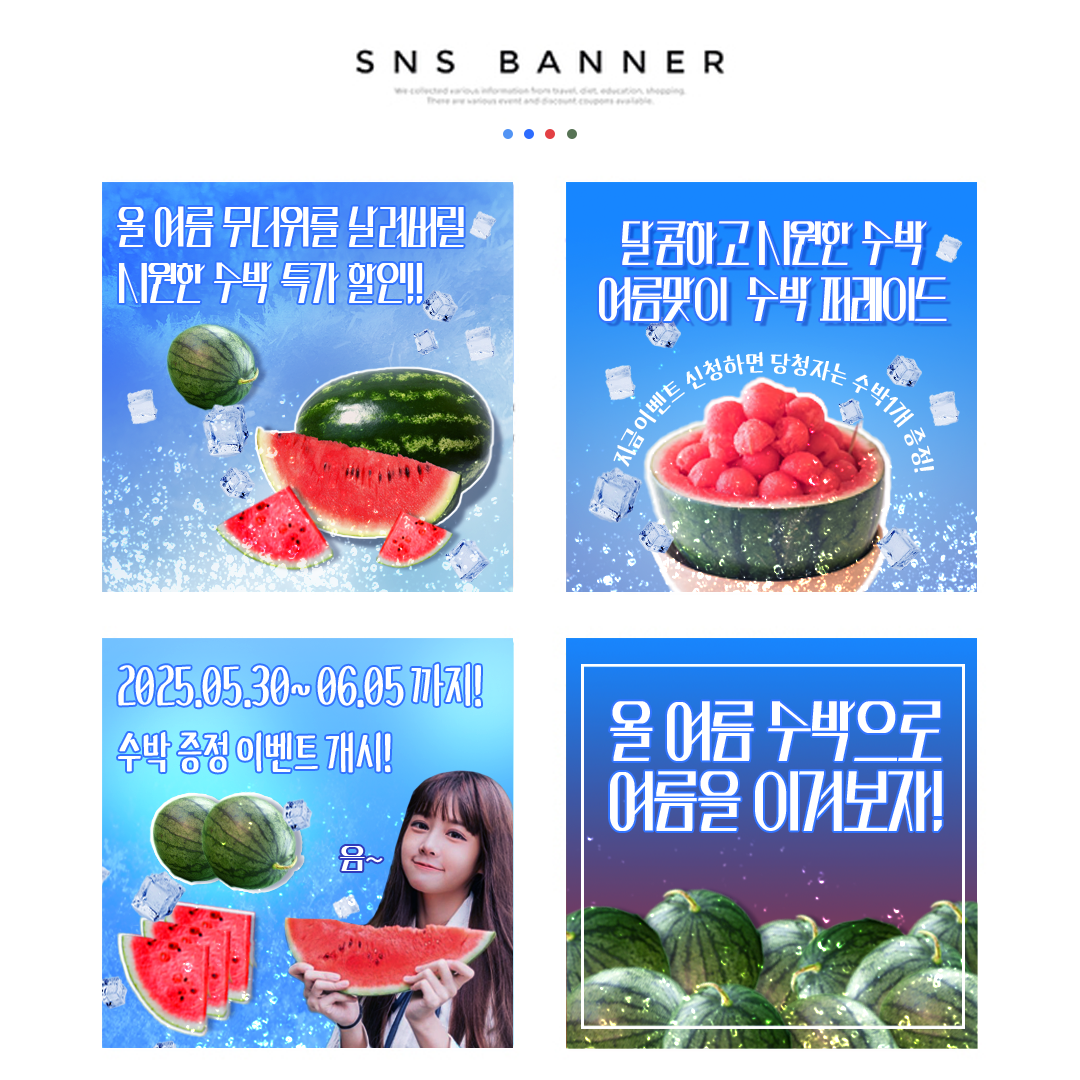 SNS BANNER
We collected various information from travel, diet, education, shopping.
There are various event and discount coupons available.
올 여름 무더위를 날려버릴
시원한 수박 특가 할인!!
달콤하고 시원한 수박
여름맞이 수박 퍼레이드
지금 이벤트 신청하면 당청자는 수박1개 증정!
2025.05.30~06.05 까지!
수박 증정 이벤트 개시!
음~
올 여름 수박으로
여름을 이겨보자!